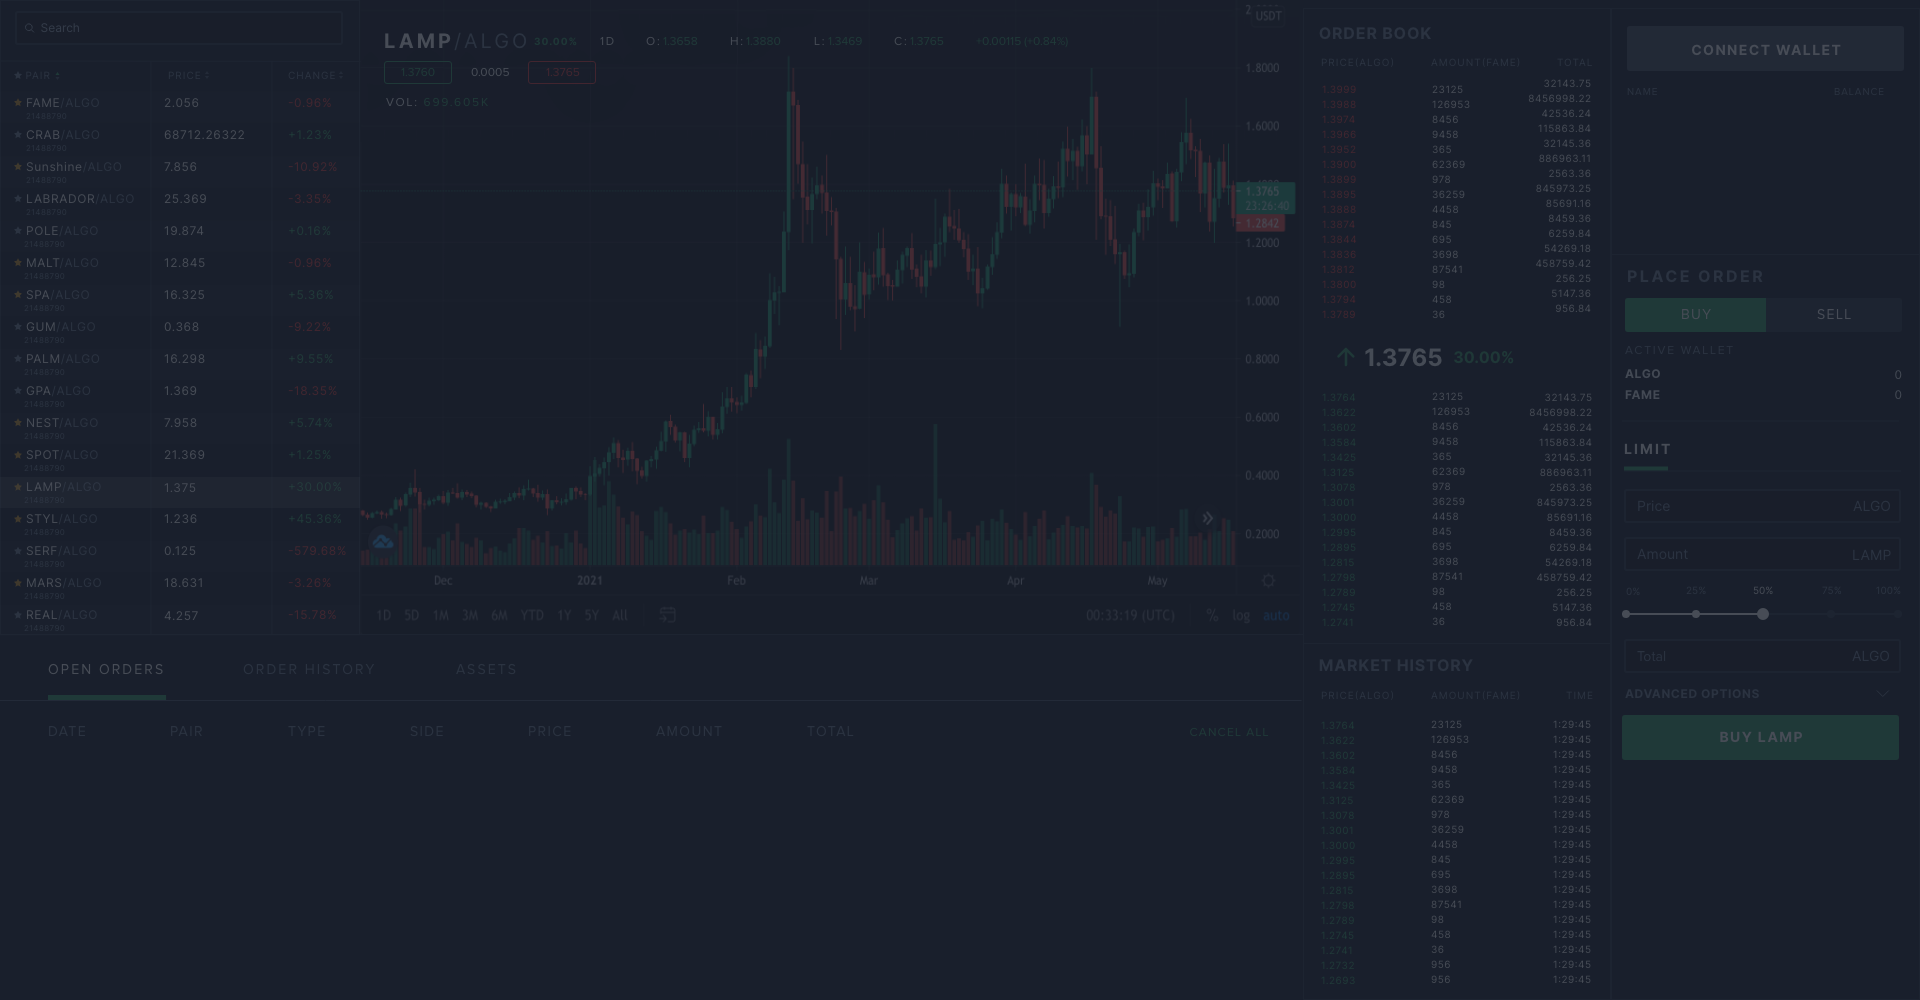 Search
PAIR PRICE CHANGE
FAME/ALGO 2.056 -0.96%
CRAB/ALGO 68712.26322 +1.23%
Sunshine/ALGO 7.856 -10.92%
LABRADOR/ALGO 25.369 -3.35%
POLE/ALGO 19.874 +0.16%
MALT/ALGO 12.845 -0.96%
SPA/ALGO 16.325 +5.36%
GUM/ALGO 0.368 -9.22%
PALM/ALGO 16.298 +9.55%
GPA/ALGO 1.369 -18.35%
NEST/ALGO 7.958 +5.74%
SPOT/ALGO 21.369 +1.25%
LAMP/ALGO 1.375 +30.00%
STYL/ALGO 1.236 +45.36%
SERF/ALGO 0.125 -579.68%
MARS/ALGO 18.631 -3.26%
REAL/ALGO 4.257 -15.78%
LAMP/ALGO 30.00% 1D O:1.3658 H:1.3880 L:1.3469 C:1.3765 +0.00115 (+0.84%)
1.3760 0.0005 1.3765
VOL: 699.605K
USDT
1.8000
1.6000
1.3765
23:26:40
1.2842
1.2000
1.0000
0.8000
0.6000
0.4000
0.2000
Dec 2021 Feb Mar Apr May
1D 5D 1M 3M 6M YTD 1Y 5Y All 00:33:19 (UTC) % log auto
OPEN ORDERS ORDER HISTORY ASSETS
DATE PAIR TYPE SIDE PRICE AMOUNT TOTAL CANCEL ALL
ORDER BOOK
PRICE(ALGO) AMOUNT(FAME) TOTAL
1.3999 23125 32143.75
1.3988 126953 8456998.22
1.3974 8456 42536.24
1.3966 9458 115863.84
1.3952 365 32145.36
1.3900 62369 886963.11
1.3899 978 2563.36
1.3895 36259 845973.25
1.3888 4458 85691.16
1.3874 845 8459.36
1.3844 695 6259.84
1.3836 3698 54269.18
1.3812 87541 458759.42
1.3800 98 256.25
1.3794 458 5147.36
1.3789 36 956.84
1.3765 30.00%
1.3764 23125 32143.75
1.3622 126953 8456998.22
1.3602 8456 42536.24
1.3584 9458 115863.84
1.3425 365 32145.36
1.2125 62369 886963.11
1.3078 978 2563.36
1.3001 36259 845973.25
1.3000 4458 85691.16
1.2995 845 8459.36
1.2895 695 6259.84
1.2815 3698 54269.18
1.2798 87541 458759.42
1.2789 98 256.25
1.2745 458 5147.36
1.2741 36 956.84
MARKET HISTORY
PRICE(ALGO) AMOUNT(FAME) TIME
1.3764 23125 1:29:45
1.3622 126953 1:29:45
1.3602 8456 1:29:45
1.3584 9458 1:29:45
1.3425 365 1:29:45
1.3125 62369 1:29:45
1.3078 978 1:29:45
1.3001 36259 1:29:45
1.3000 4458 1:29:45
1.2995 845 1:29:45
1.2895 695 1:29:45
1.2815 3698 1:29:45
1.2798 87541 1:29:45
1.2789 98 1:29:45
1.2745 458 1:29:45
1.2741 36 1:29:45
1.2732 956 1:29:45
1.2693 956 1:29:45
CONNECT WALLET
NAME BALANCE
PLACE ORDER
BUY SELL
ACTIVE WALLET
ALGO 0
FAME 0
LIMIT
Price ALGO
Amount LAMP
0% 25% 50% 75% 100%
Total ALGO
ADVANCED OPTIONS
BUY LAMP